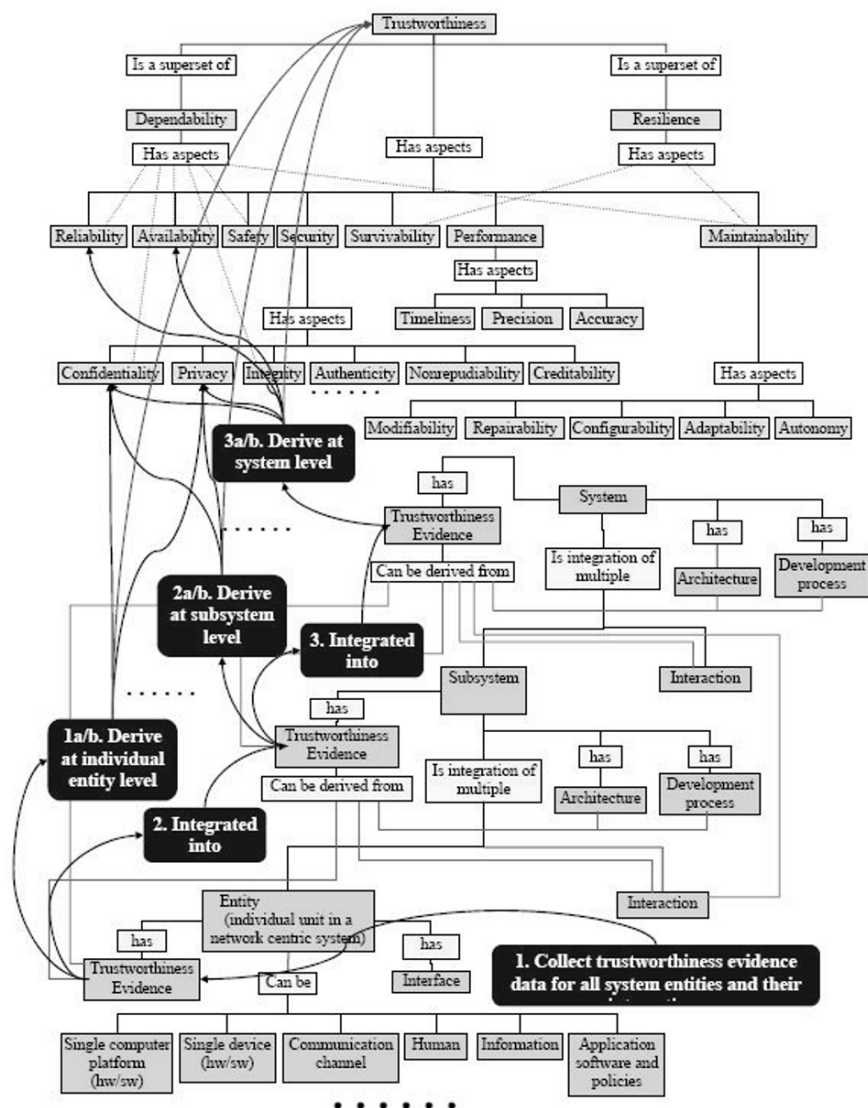 Trustworthiness
Is a superset of
Is a superset of
Dependability
Resilience
Has aspects
Has aspects
Has aspects
Reliability
Availability
Safety
Security
Survivability
Performance
Maintainability
Has aspects
Timeliness
Precision
Accuracy
Has aspects
Confidentiality
Privacy
Integrity
Authenticity
Nonrepudiability
Creditability
Has aspects
Modifiability
Repairability
Configurability
Adaptability
Autonomy
3a/b. Derive at
system level
has
System
Trustworthiness
Evidence
has
has
Can be derived from
Is integration of
multiple
Architecture
Development
process
2a/b. Derive
at subsystem
level
3. Integrated
into
Subsystem
Interaction
has
Trustworthiness
Evidence
1a/b. Derive
at individual
entity level
Can be derived from
Is integration of
multiple
has
has
Architecture
Development
process
2. Integrated
into
Entity
(individual unit in a
network centric system)
Interaction
has
has
Trustworthiness
Evidence
Can be
Interface
1. Collect trustworthiness evidence
data for all system entities and their
Single computer
platform
(hw/sw)
Single device
(hw/sw)
Communication
channel
Human
Information
Application
software and
policies